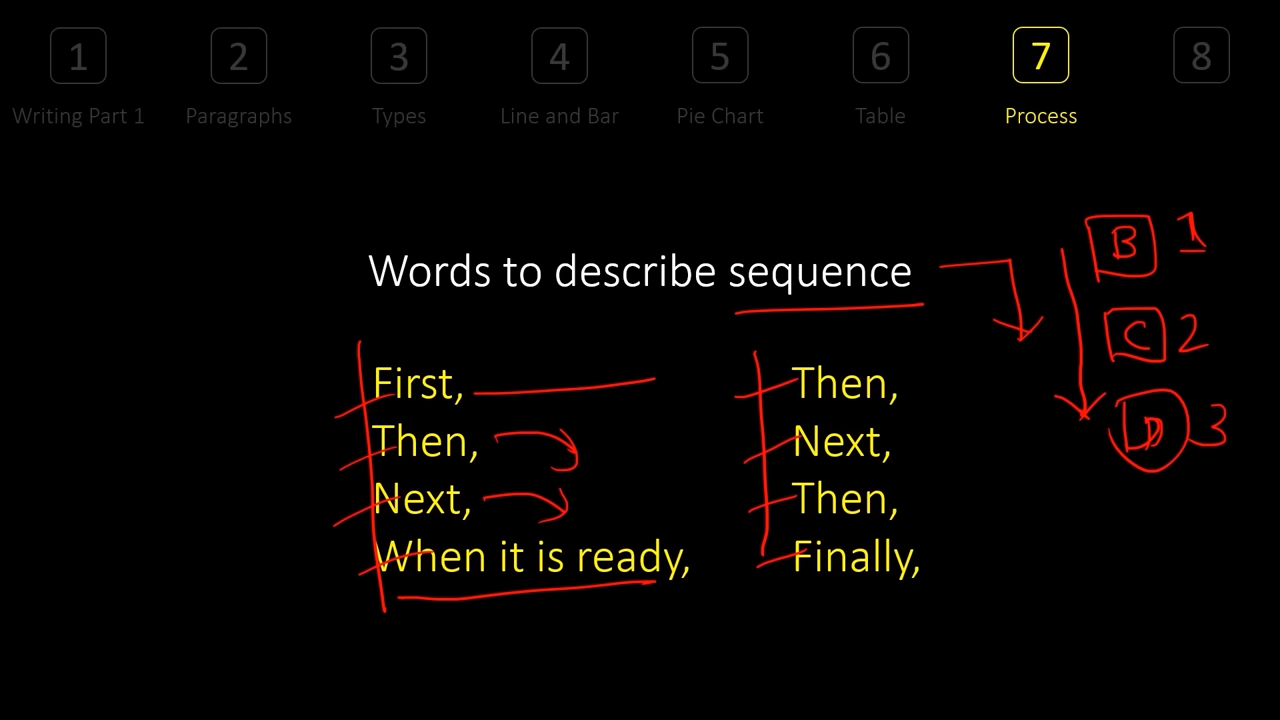 1 2 3 4 5 6 7 8
Writing Part 1 Paragraphs Types Line and Bar Pie Chart Table Process
Words to describe sequence
First,
Then,
Next,
When it is ready,
Then,
Next,
Then,
Finally,
B 1
C 2
D 3